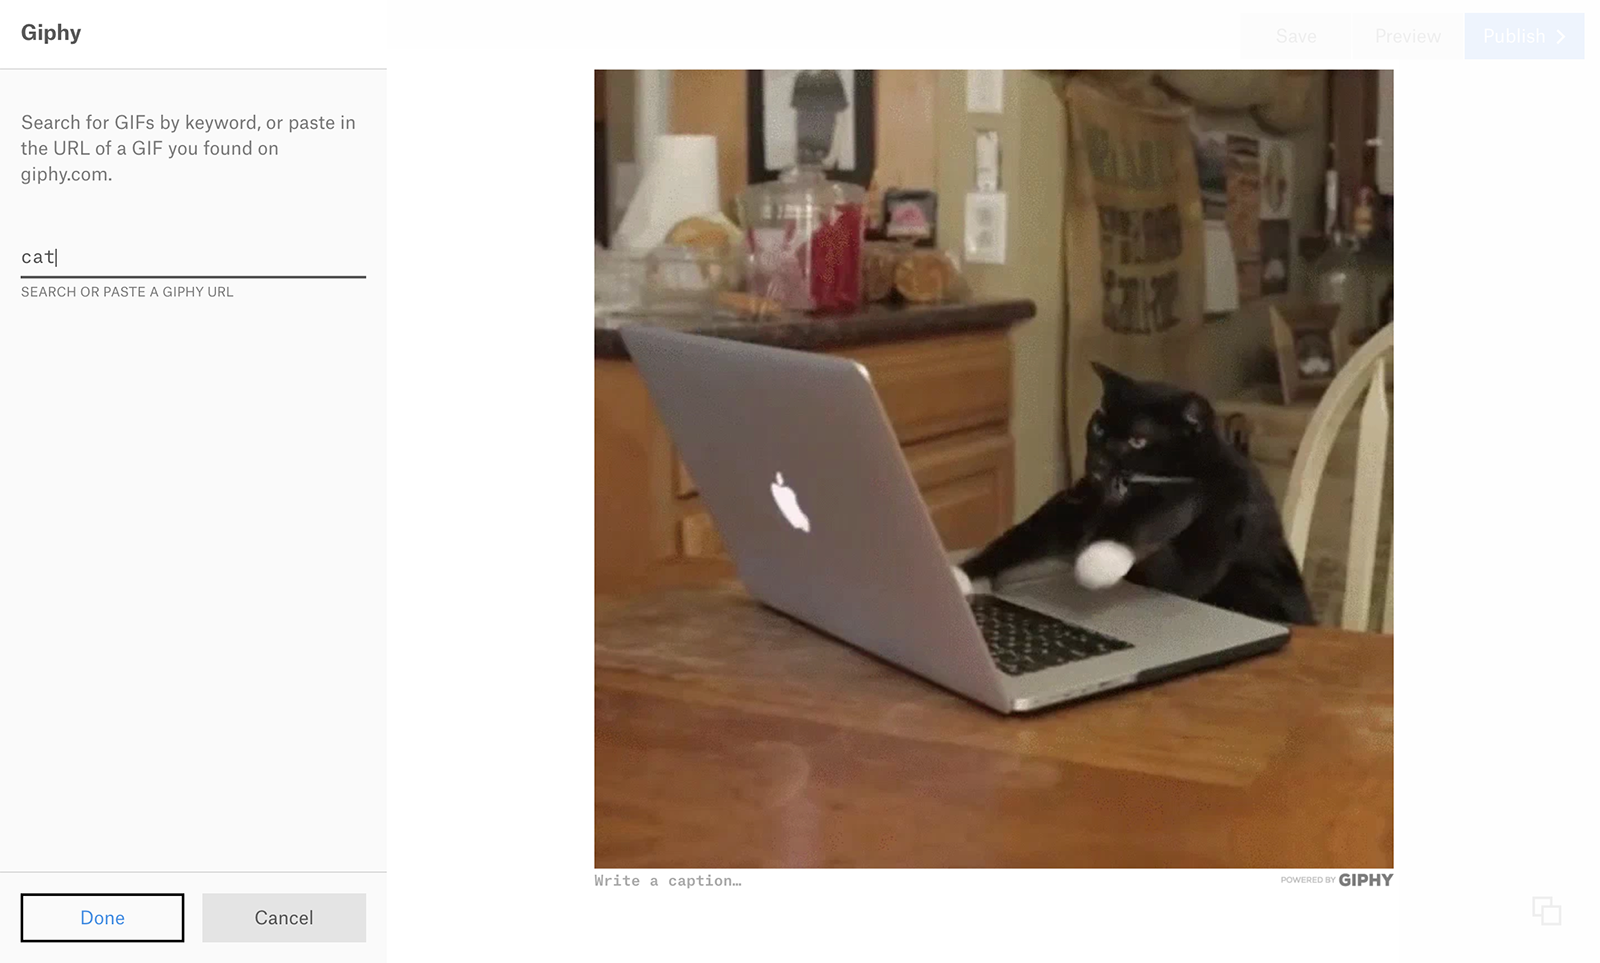 Giphy
Save
Preview
Publish
Search for GIFs by keyword, or paste in
the URL of a GIF you found on
giphy.com.
cat
SEARCH OR PASTE A GIPHY URL
Write a caption…
POWERED BY GIPHY
Done
Cancel